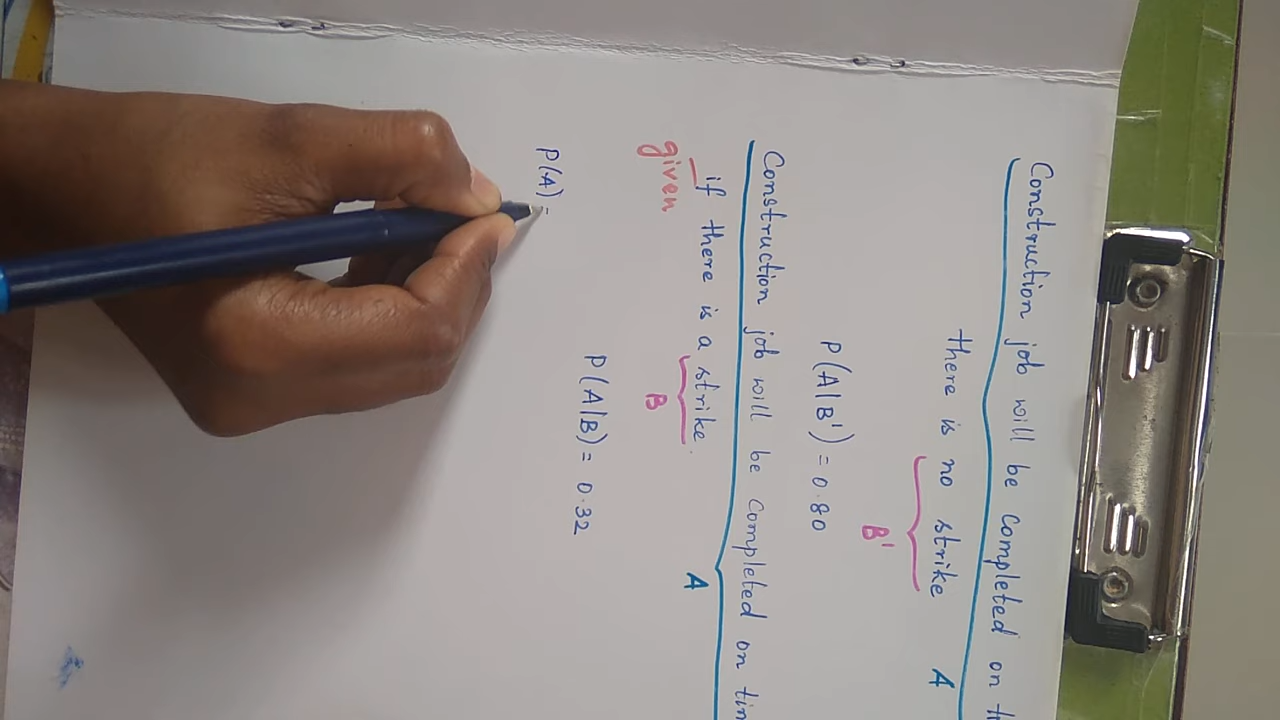 Construction job will be completed on
there is no strike A
B'
P(A|B') = 0.80
Construction job will be completed on
if there is a strike. A
given B
P(A|B) = 0.32
P(A) =